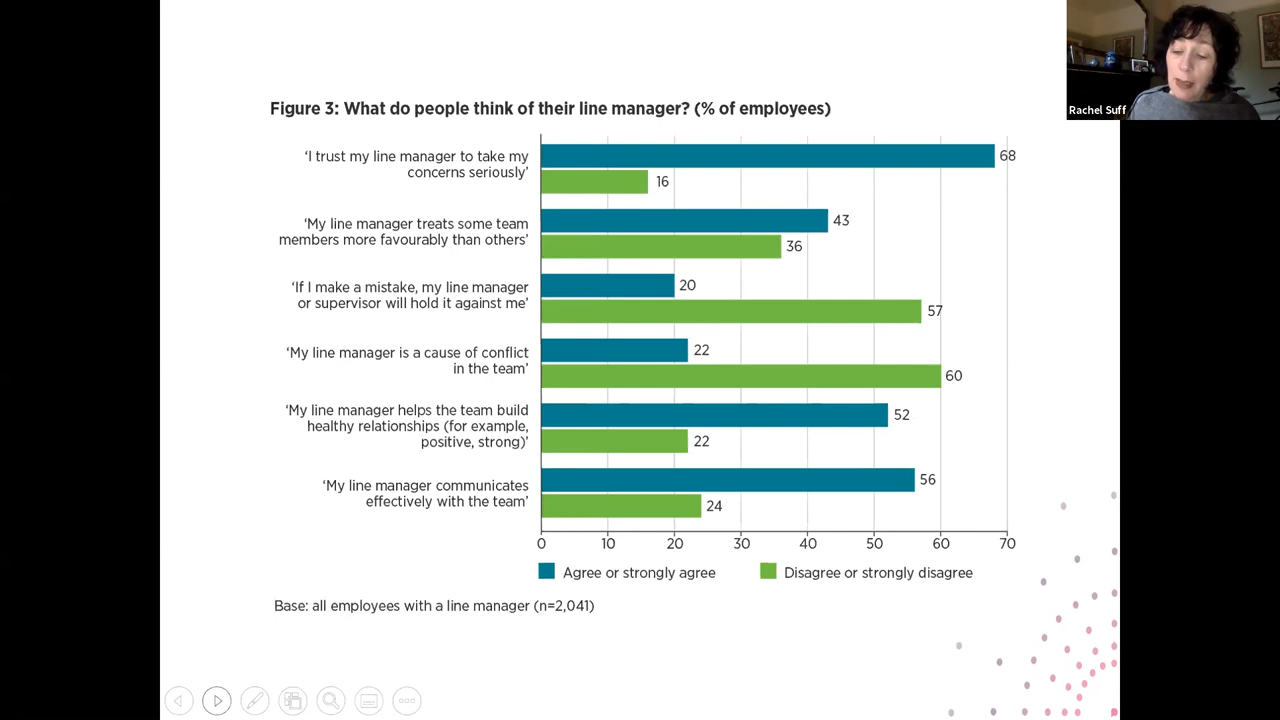 Rachel Suff
Figure 3: What do people think of their line manager? (% of employees)
‘I trust my line manager to take my
concerns seriously’
68
16
‘My line manager treats some team
members more favourably than others’
43
36
‘If I make a mistake, my line manager
or supervisor will hold it against me’
20
57
‘My line manager is a cause of conflict
in the team’
22
60
‘My line manager helps the team build
healthy relationships (for example,
positive, strong)’
52
22
‘My line manager communicates
effectively with the team’
56
24
0 10 20 30 40 50 60 70
Agree or strongly agree Disagree or strongly disagree
Base: all employees with a line manager (n=2,041)